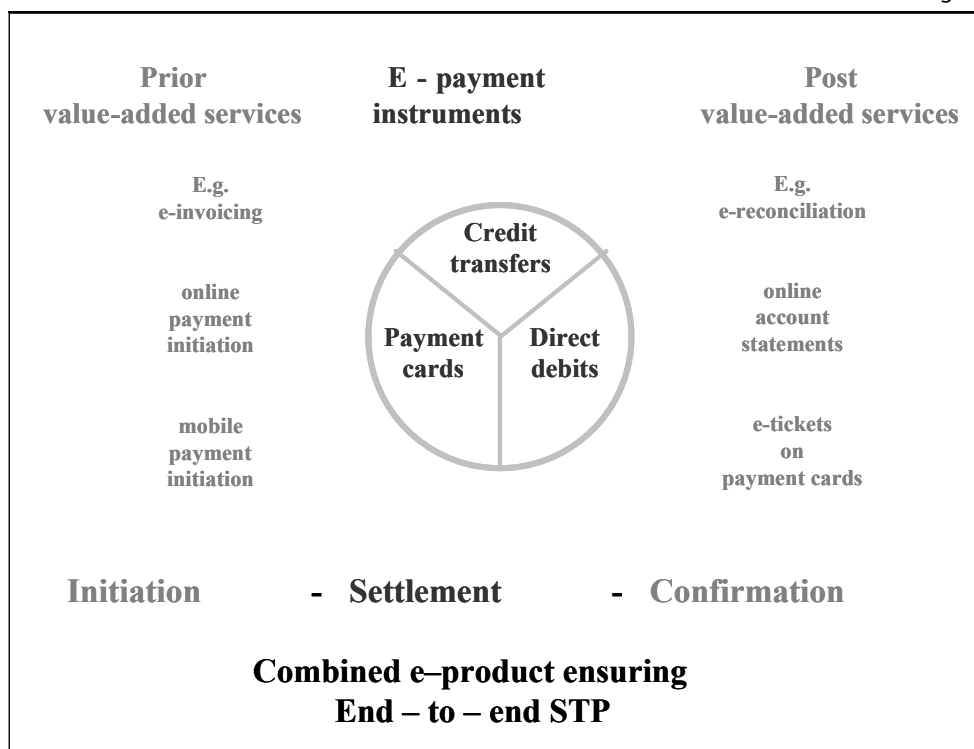 Prior
value-added services
E - payment
instruments
Post
value-added services
E.g.
e-invoicing
online
payment
initiation
mobile
payment
initiation
Credit
transfers
Payment
cards
Direct
debits
E.g.
e-reconciliation
online
account
statements
e-tickets
on
payment cards
Initiation - Settlement - Confirmation
Combined e–product ensuring
End – to – end STP